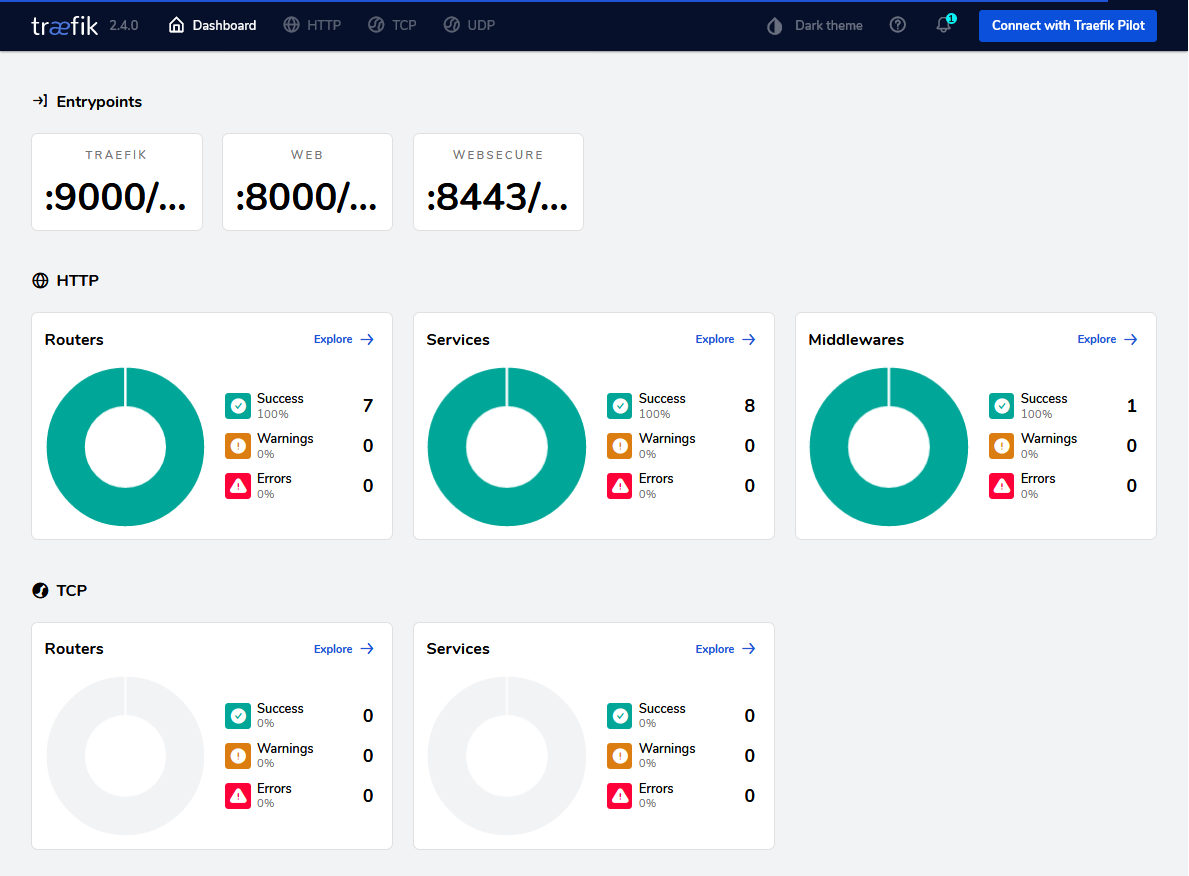 træfik 2.4.0 Dashboard HTTP TCP UDP Dark theme 1 Connect with Traefik Pilot
Entrypoints
TRAEFIK WEB WEBSECURE
:9000/... :8000/... :8443/...
HTTP
Routers Explore Services Explore Middlewares Explore
Success 7 Success 8 Success 1
100% 100% 100%
Warnings 0 Warnings 0 Warnings 0
0% 0% 0%
Errors 0 Errors 0 Errors 0
0% 0% 0%
TCP
Routers Explore Services Explore
Success 0 Success 0
0% 0%
Warnings 0 Warnings 0
0% 0%
Errors 0 Errors 0
0% 0%